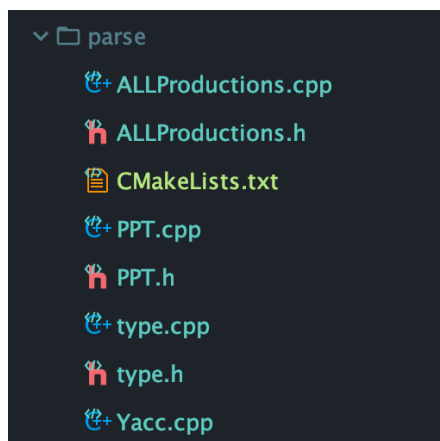 parse
ALLProductions.cpp
ALLProductions.h
CMakeLists.txt
PPT.cpp
PPT.h
type.cpp
type.h
Yacc.cpp